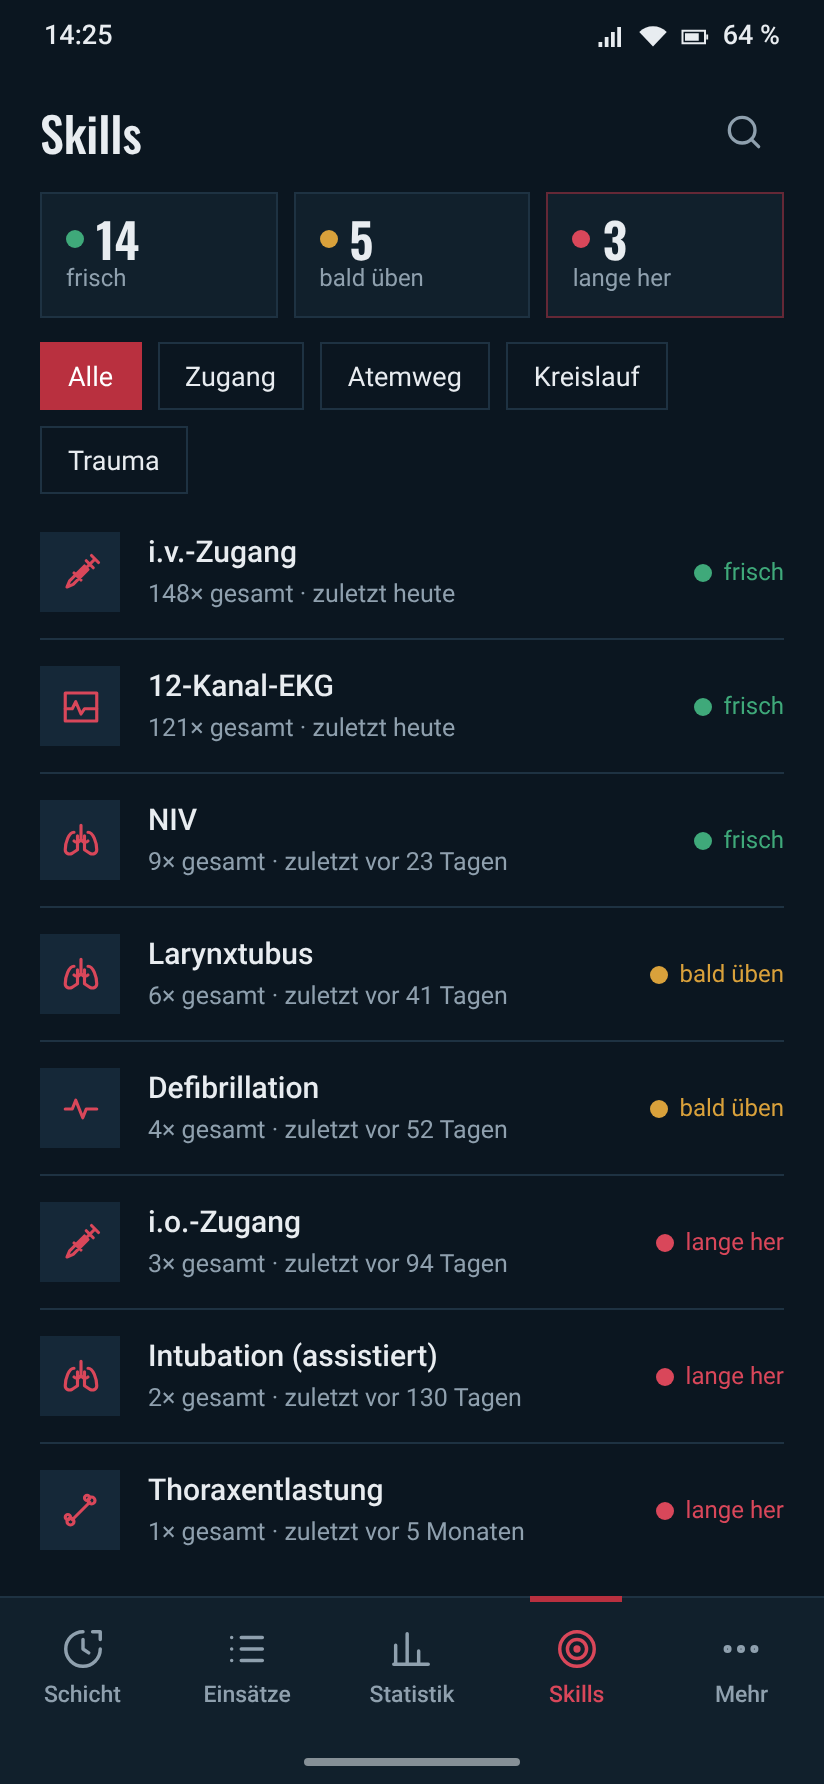 14:25
64 %
Skills
14
frisch
5
bald üben
3
lange her
Alle
Zugang
Atemweg
Kreislauf
Trauma
i.v.-Zugang
148× gesamt · zuletzt heute
frisch
12-Kanal-EKG
121× gesamt · zuletzt heute
frisch
NIV
9× gesamt · zuletzt vor 23 Tagen
frisch
Larynxtubus
6× gesamt · zuletzt vor 41 Tagen
bald üben
Defibrillation
4× gesamt · zuletzt vor 52 Tagen
bald üben
i.o.-Zugang
3× gesamt · zuletzt vor 94 Tagen
lange her
Intubation (assistiert)
2× gesamt · zuletzt vor 130 Tagen
lange her
Thoraxentlastung
1× gesamt · zuletzt vor 5 Monaten
lange her
Schicht
Einsätze
Statistik
Skills
Mehr